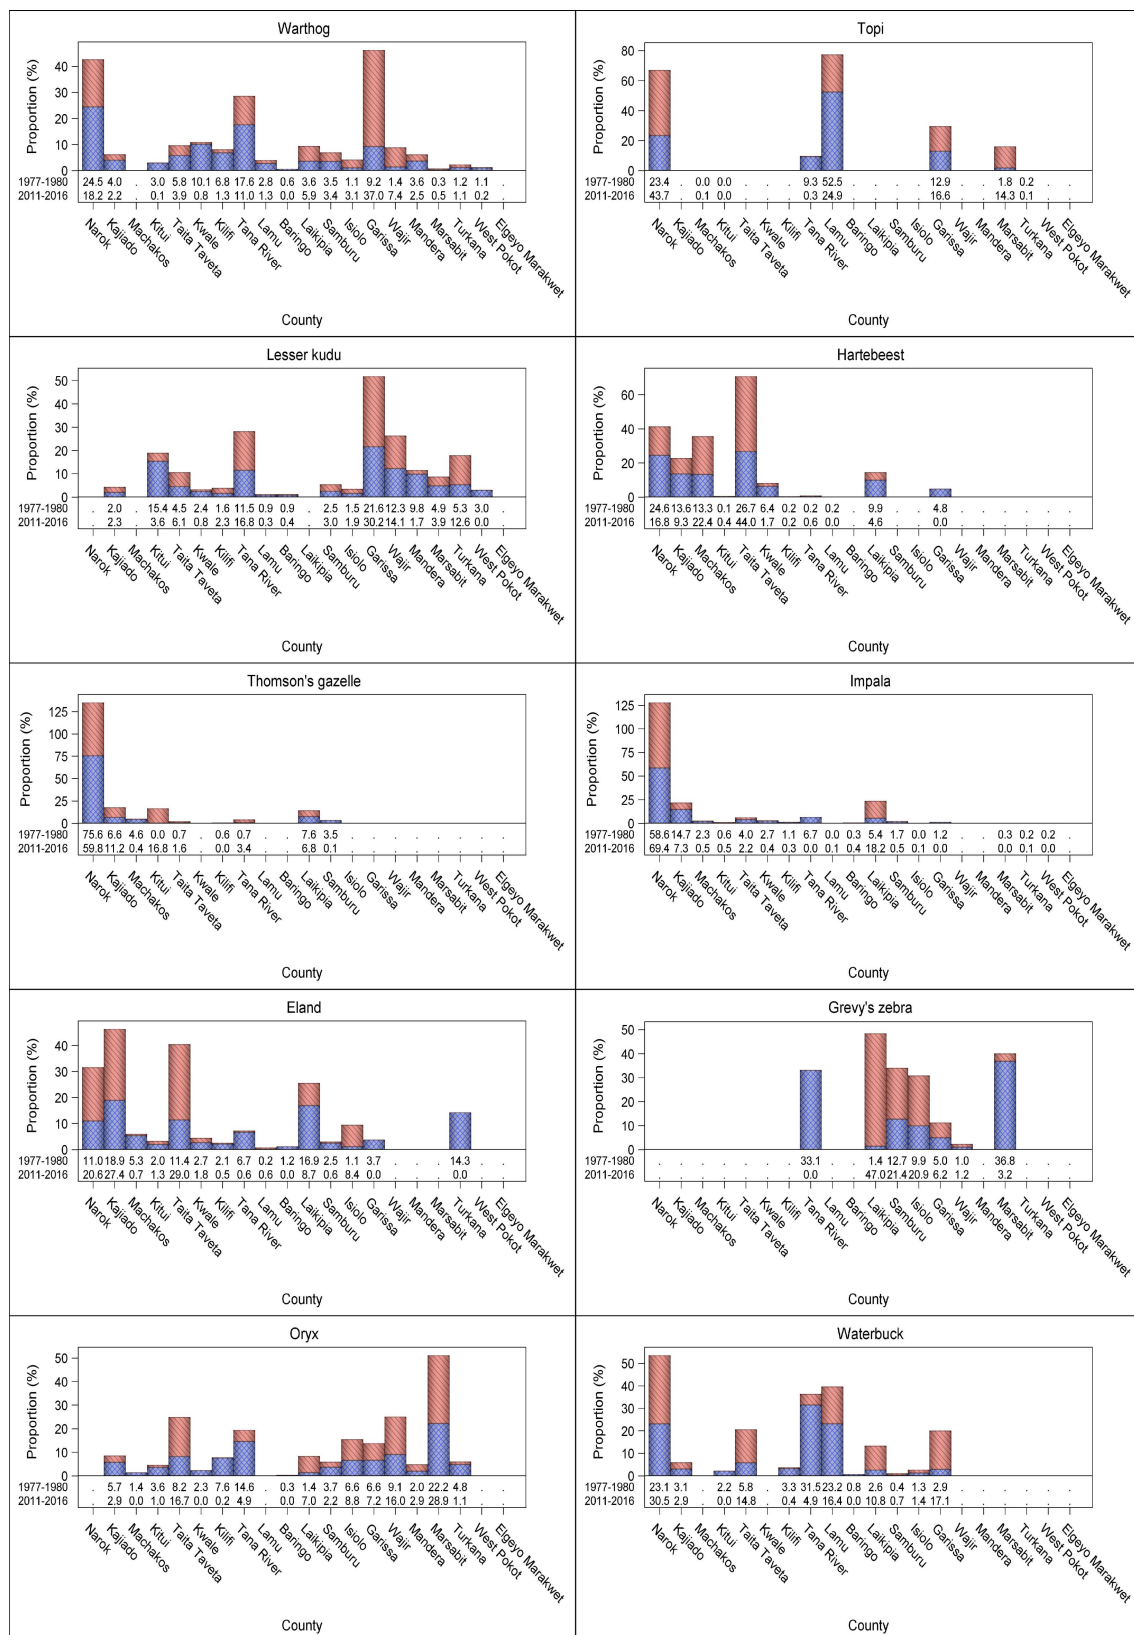 Warthog
Proportion (%)
40
30
20
10
0
1977-1980 24.5 4.0 . 3.0 5.8 10.1 6.8 17.6 2.8 0.6 3.6 3.5 1.1 9.2 1.4 3.6 0.3 1.2 1.1 .
2011-2016 18.2 2.2 . 0.1 3.9 0.8 1.3 11.0 1.3 0.0 5.9 3.4 3.1 37.0 7.4 2.5 0.5 1.1 0.2 .
Narok
Kajiado
Machakos
Kitui
Taita Taveta
Kwale
Kilifi
Tana River
Lamu
Baringo
Laikipia
Samburu
Isiolo
Garissa
Wajir
Mandera
Marsabit
Turkana
West Pokot
Elgeyo Marakwet
County
Topi
Proportion (%)
80
60
40
20
0
1977-1980 23.4 . 0.0 0.0 . . . 9.3 52.5 . . . . 12.9 . . 1.8 0.2 . .
2011-2016 43.7 . 0.1 0.0 . . . 0.3 24.9 . . . . 16.6 . . 14.3 0.1 . .
Narok
Kajiado
Machakos
Kitui
Taita Taveta
Kwale
Kilifi
Tana River
Lamu
Baringo
Laikipia
Samburu
Isiolo
Garissa
Wajir
Mandera
Marsabit
Turkana
West Pokot
Elgeyo Marakwet
County
Lesser kudu
Proportion (%)
50
40
30
20
10
0
1977-1980 . 2.0 . 15.4 4.5 2.4 1.6 11.5 0.9 0.9 . 2.5 1.5 21.6 12.3 9.8 4.9 5.3 3.0 .
2011-2016 . 2.3 . 3.6 6.1 0.8 2.3 16.8 0.3 0.4 . 3.0 1.9 30.2 14.1 1.7 3.9 12.6 0.0 .
Narok
Kajiado
Machakos
Kitui
Taita Taveta
Kwale
Kilifi
Tana River
Lamu
Baringo
Laikipia
Samburu
Isiolo
Garissa
Wajir
Mandera
Marsabit
Turkana
West Pokot
Elgeyo Marakwet
County
Hartebeest
Proportion (%)
60
40
20
0
1977-1980 24.6 13.6 13.3 0.1 26.7 6.4 0.2 0.2 0.2 . 9.9 . 0.0 4.8 . . . . . .
2011-2016 16.8 9.3 22.4 0.4 44.0 1.7 0.2 0.6 0.0 . 4.6 . 0.0 0.0 . . . . . .
Narok
Kajiado
Machakos
Kitui
Taita Taveta
Kwale
Kilifi
Tana River
Lamu
Baringo
Laikipia
Samburu
Isiolo
Garissa
Wajir
Mandera
Marsabit
Turkana
West Pokot
Elgeyo Marakwet
County
Thomson's gazelle
Proportion (%)
125
100
75
50
25
0
1977-1980 75.6 6.6 4.6 0.0 0.7 . 0.6 0.7 . . 7.6 3.5 . . . . . . . .
2011-2016 59.8 11.2 0.4 16.8 1.6 . 0.0 3.4 . . 6.8 0.1 . . . . . . . .
Narok
Kajiado
Machakos
Kitui
Taita Taveta
Kwale
Kilifi
Tana River
Lamu
Baringo
Laikipia
Samburu
Isiolo
Garissa
Wajir
Mandera
Marsabit
Turkana
West Pokot
Elgeyo Marakwet
County
Impala
Proportion (%)
125
100
75
50
25
0
1977-1980 58.6 14.7 2.3 0.6 4.0 2.7 1.1 6.7 0.0 0.3 5.4 1.7 0.0 1.2 . . 0.3 0.2 0.2 .
2011-2016 69.4 7.3 0.5 0.5 2.2 0.4 0.3 0.0 0.1 0.4 18.2 0.5 0.1 0.0 . . 0.0 0.1 0.0 .
Narok
Kajiado
Machakos
Kitui
Taita Taveta
Kwale
Kilifi
Tana River
Lamu
Baringo
Laikipia
Samburu
Isiolo
Garissa
Wajir
Mandera
Marsabit
Turkana
West Pokot
Elgeyo Marakwet
County
Eland
Proportion (%)
40
30
20
10
0
1977-1980 11.0 18.9 5.3 2.0 11.4 2.7 2.1 6.7 0.2 1.2 16.9 2.5 1.1 3.7 . . . 14.3 . .
2011-2016 20.6 27.4 0.7 1.3 29.0 1.8 0.5 0.6 0.6 0.0 8.7 0.6 8.4 0.0 . . . 0.0 . .
Narok
Kajiado
Machakos
Kitui
Taita Taveta
Kwale
Kilifi
Tana River
Lamu
Baringo
Laikipia
Samburu
Isiolo
Garissa
Wajir
Mandera
Marsabit
Turkana
West Pokot
Elgeyo Marakwet
County
Grevy's zebra
Proportion (%)
50
40
30
20
10
0
1977-1980 . . . . . . . 33.1 . . 1.4 12.7 9.9 5.0 1.0 . 36.8 . . .
2011-2016 . . . . . . . 0.0 . . 47.0 21.4 20.9 6.2 1.2 . 3.2 . . .
Narok
Kajiado
Machakos
Kitui
Taita Taveta
Kwale
Kilifi
Tana River
Lamu
Baringo
Laikipia
Samburu
Isiolo
Garissa
Wajir
Mandera
Marsabit
Turkana
West Pokot
Elgeyo Marakwet
County
Oryx
Proportion (%)
50
40
30
20
10
0
1977-1980 . 5.7 1.4 3.6 8.2 2.3 7.6 14.6 . 0.3 1.4 3.7 6.6 6.6 9.1 2.0 22.2 4.8 . .
2011-2016 . 2.9 0.0 1.0 16.7 0.0 0.2 4.9 . 0.0 7.0 2.2 8.8 7.2 16.0 2.9 28.9 1.1 . .
Narok
Kajiado
Machakos
Kitui
Taita Taveta
Kwale
Kilifi
Tana River
Lamu
Baringo
Laikipia
Samburu
Isiolo
Garissa
Wajir
Mandera
Marsabit
Turkana
West Pokot
Elgeyo Marakwet
County
Waterbuck
Proportion (%)
50
40
30
20
10
0
1977-1980 23.1 3.1 . 2.2 5.8 . 3.3 31.5 23.2 0.8 2.6 0.4 1.3 2.9 . . . . . .
2011-2016 30.5 2.9 . 0.0 14.8 . 0.4 4.9 16.4 0.0 10.8 0.7 1.4 17.1 . . . . . .
Narok
Kajiado
Machakos
Kitui
Taita Taveta
Kwale
Kilifi
Tana River
Lamu
Baringo
Laikipia
Samburu
Isiolo
Garissa
Wajir
Mandera
Marsabit
Turkana
West Pokot
Elgeyo Marakwet
County